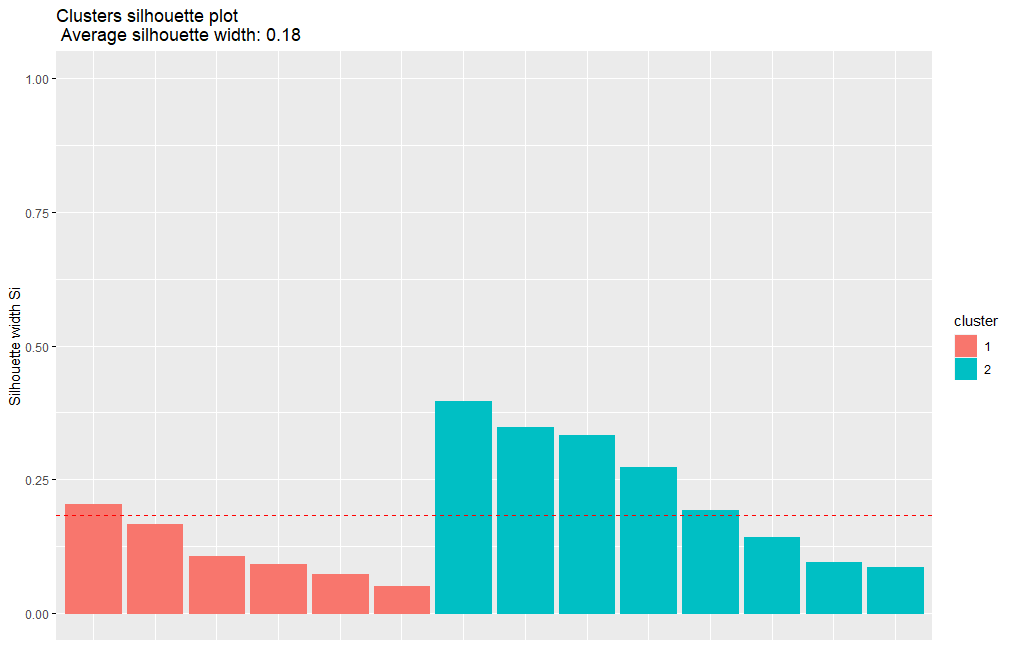 Clusters silhouette plot
Average silhouette width: 0.18
1.00
0.75
0.50
0.25
0.00
Silhouette width Si
cluster
1
2